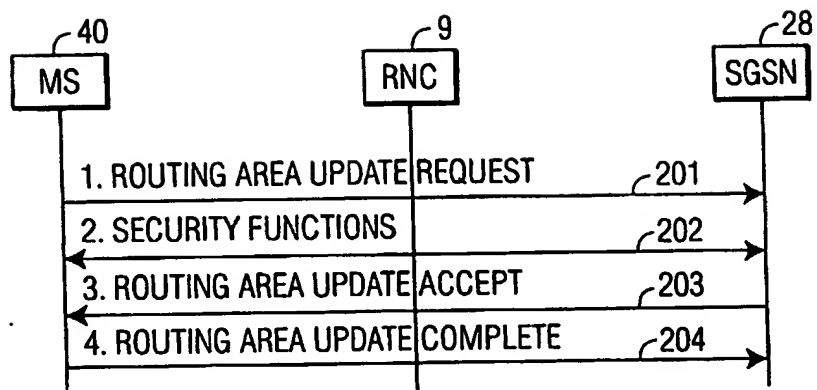 40
9
28
MS
RNC
SGSN
1. ROUTING AREA UPDATE REQUEST
201
2. SECURITY FUNCTIONS
202
3. ROUTING AREA UPDATE ACCEPT
203
4. ROUTING AREA UPDATE COMPLETE
204